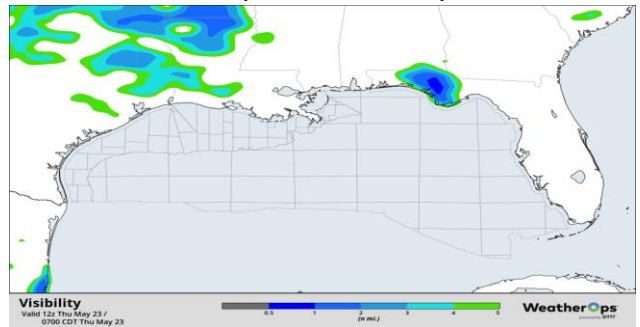 Visibility
Valid 12z Thu May 23 /
0700 CDT Thu May 23
0.5 1 2 3 4 5
(n mi.)
WeatherOps
powered by DTN